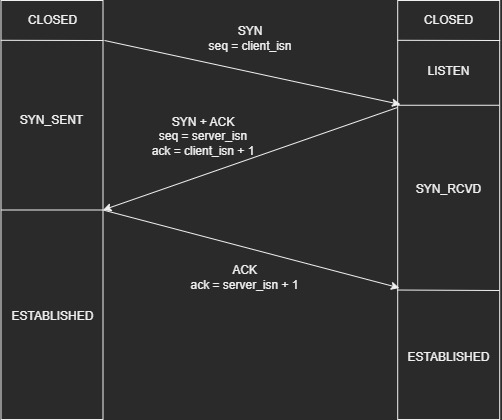 CLOSED
CLOSED
SYN
seq = client_isn
LISTEN
SYN_SENT
SYN + ACK
seq = server_isn
ack = client_isn + 1
SYN_RCVD
ACK
ack = server_isn + 1
ESTABLISHED
ESTABLISHED